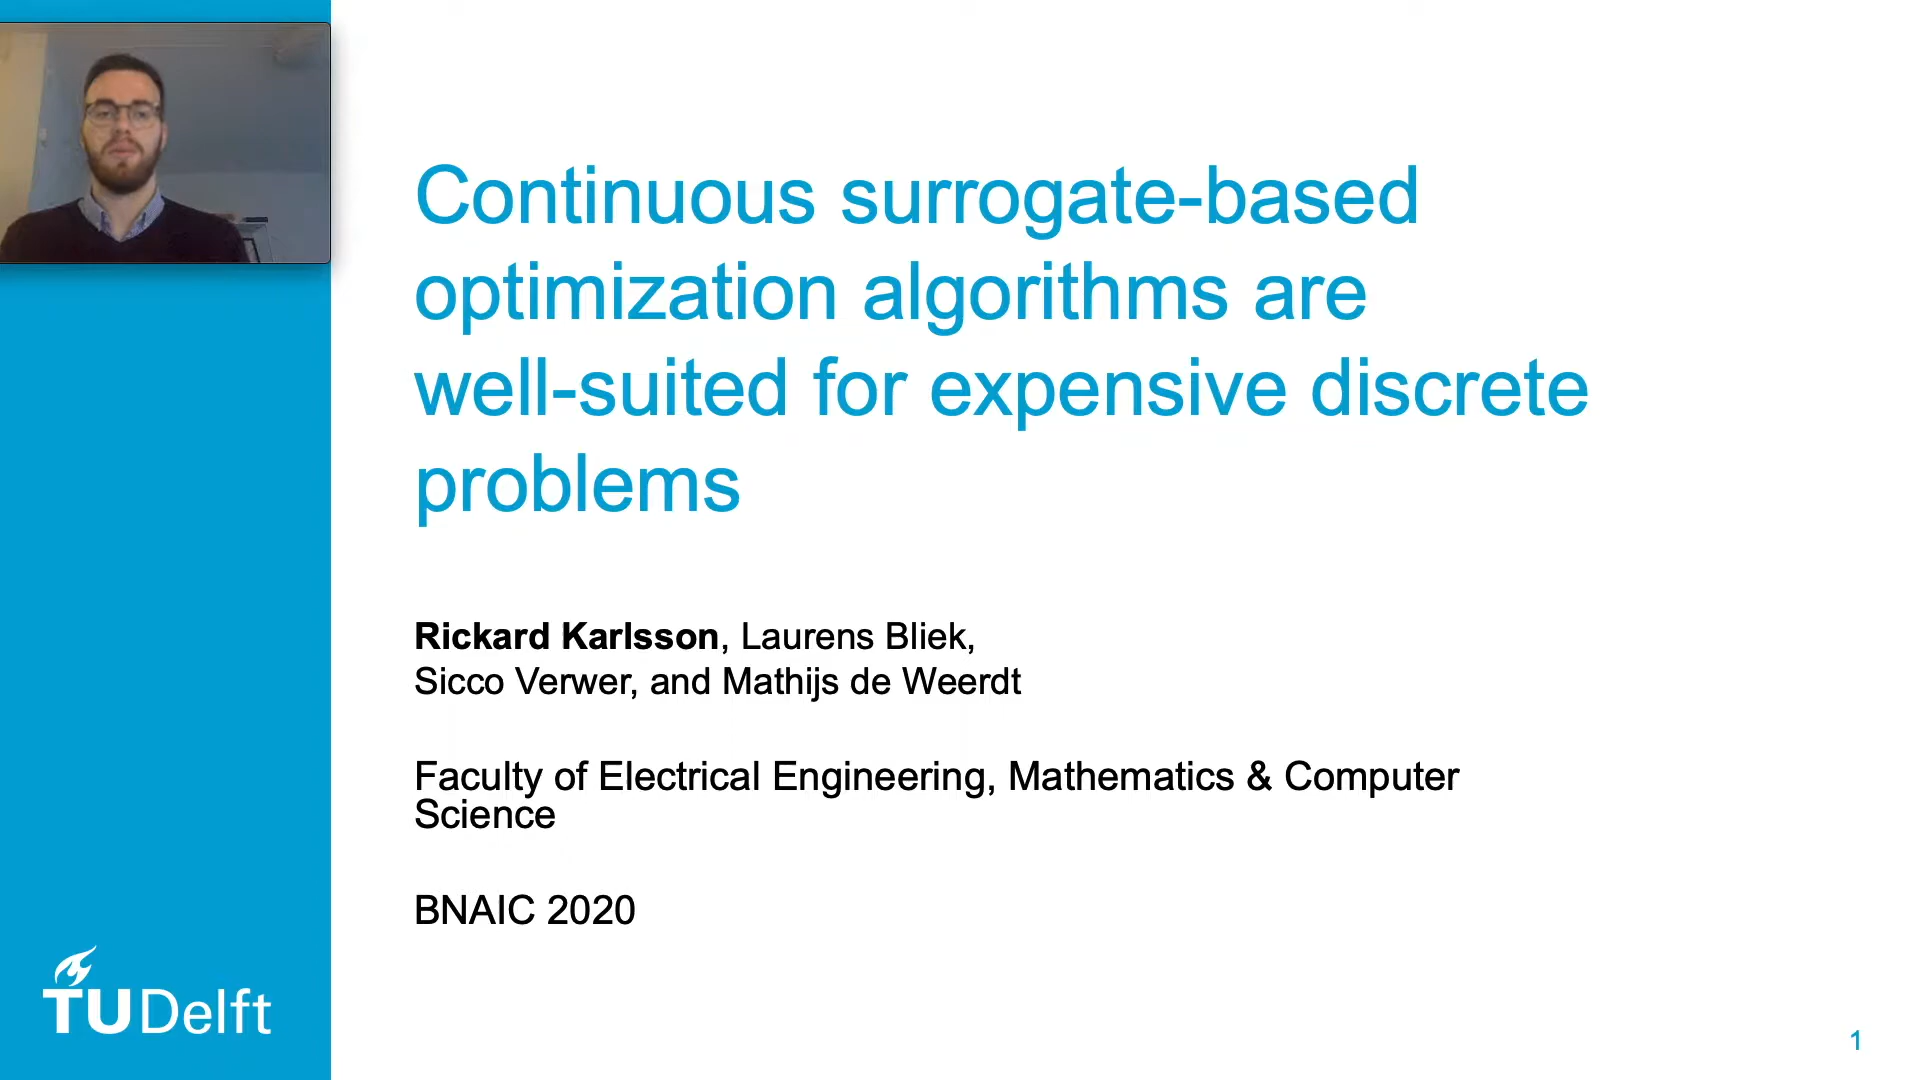 Continuous surrogate-based
optimization algorithms are
well-suited for expensive discrete
problems
Rickard Karlsson, Laurens Bliek,
Sicco Verwer, and Mathijs de Weerdt
Faculty of Electrical Engineering, Mathematics & Computer
Science
BNAIC 2020
TUDelft
1